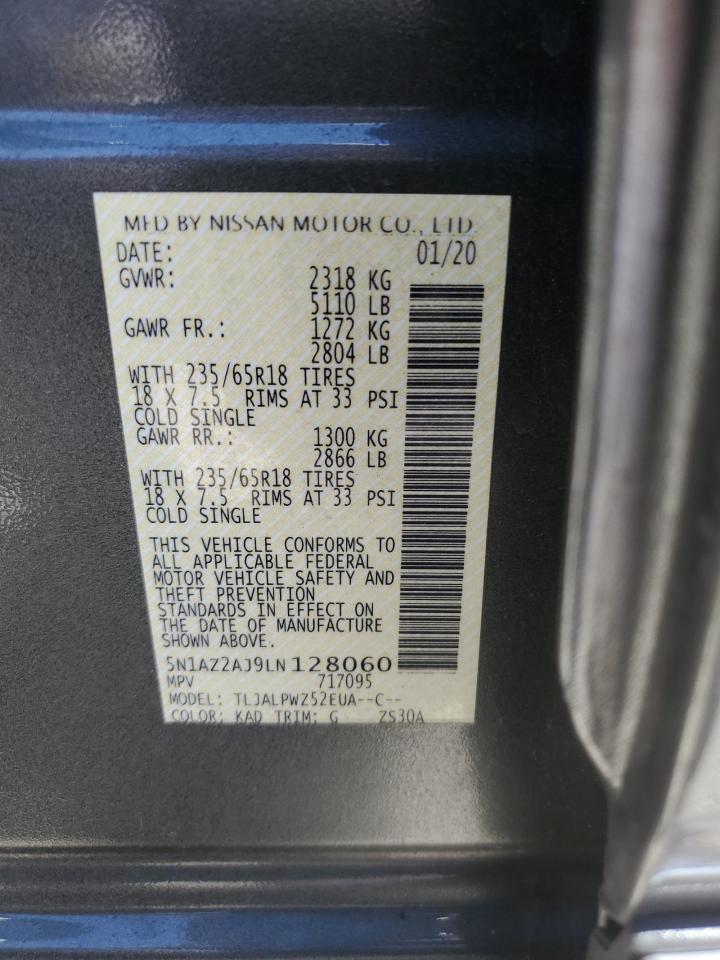 MFD BY NISSAN MOTOR CO., LTD.
DATE: 01/20
GVWR: 2318 KG
5110 LB
GAWR FR.: 1272 KG
2804 LB
WITH 235/65R18 TIRES
18 X 7.5 RIMS AT 33 PSI
COLD SINGLE
GAWR RR.: 1300 KG
2866 LB
WITH 235/65R18 TIRES
18 X 7.5 RIMS AT 33 PSI
COLD SINGLE
THIS VEHICLE CONFORMS TO
ALL APPLICABLE FEDERAL
MOTOR VEHICLE SAFETY AND
THEFT PREVENTION
STANDARDS IN EFFECT ON
THE DATE OF MANUFACTURE
SHOWN ABOVE.
5N1AZ2AJ9LN128060
MPV 717095
MODEL: TLJALPWZ52EUA--C--
COLOR: KAD TRIM: G ZS30A